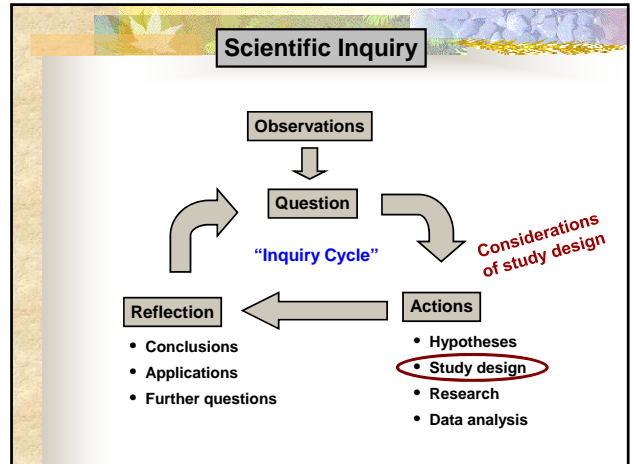 Scientific Inquiry
Observations
Question
“Inquiry Cycle”
Considerations
of study design
Reflection
• Conclusions
• Applications
• Further questions
Actions
• Hypotheses
• Study design
• Research
• Data analysis